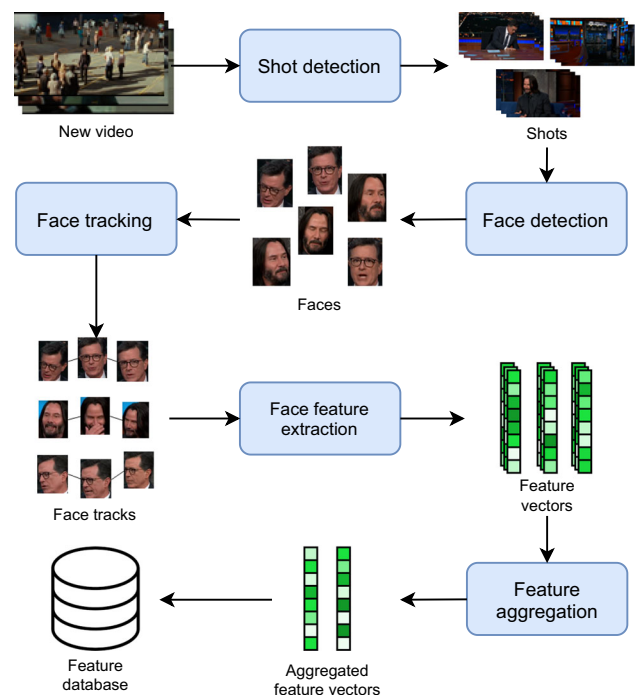 Shot detection
New video
Shots
Face tracking
Face detection
Faces
Face feature
extraction
Face tracks
Feature
vectors
Feature
aggregation
Feature
database
Aggregated
feature vectors